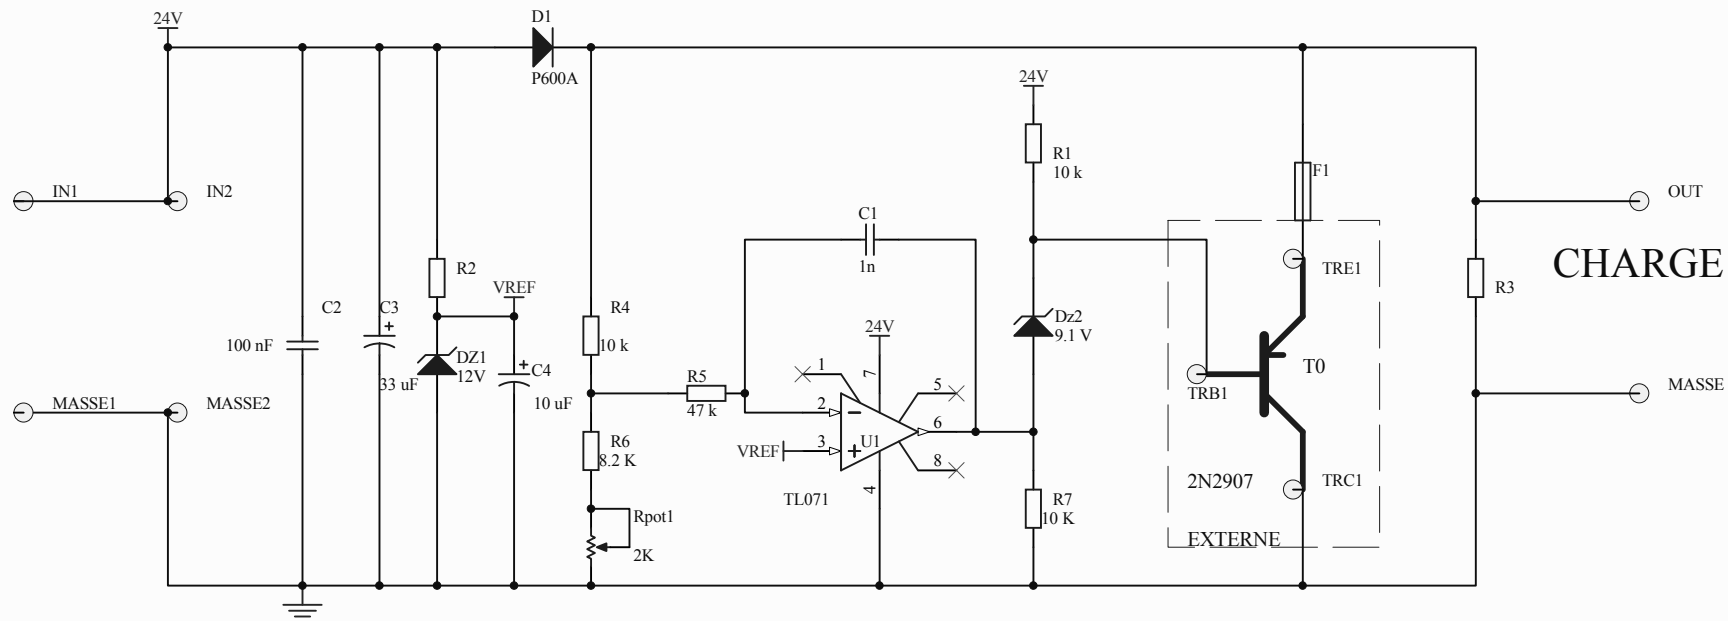 24V
D1
P600A
24V
R1
10 k
F1
IN1
IN2
OUT
C1
1n
R2
VREF
TRE1
CHARGE
R3
C2
100 nF
C3
+
33 uF
R4
10 k
24V
Dz2
9.1 V
DZ1
12V
+
C4
10 uF
R5
47 k
1
7
5
T0
TRB1
MASSE
MASSE1
MASSE2
2
6
R6
8.2 K
VREF
3
U1
8
4
TL071
2N2907
TRC1
R7
10 K
Rpot1
2K
EXTERNE